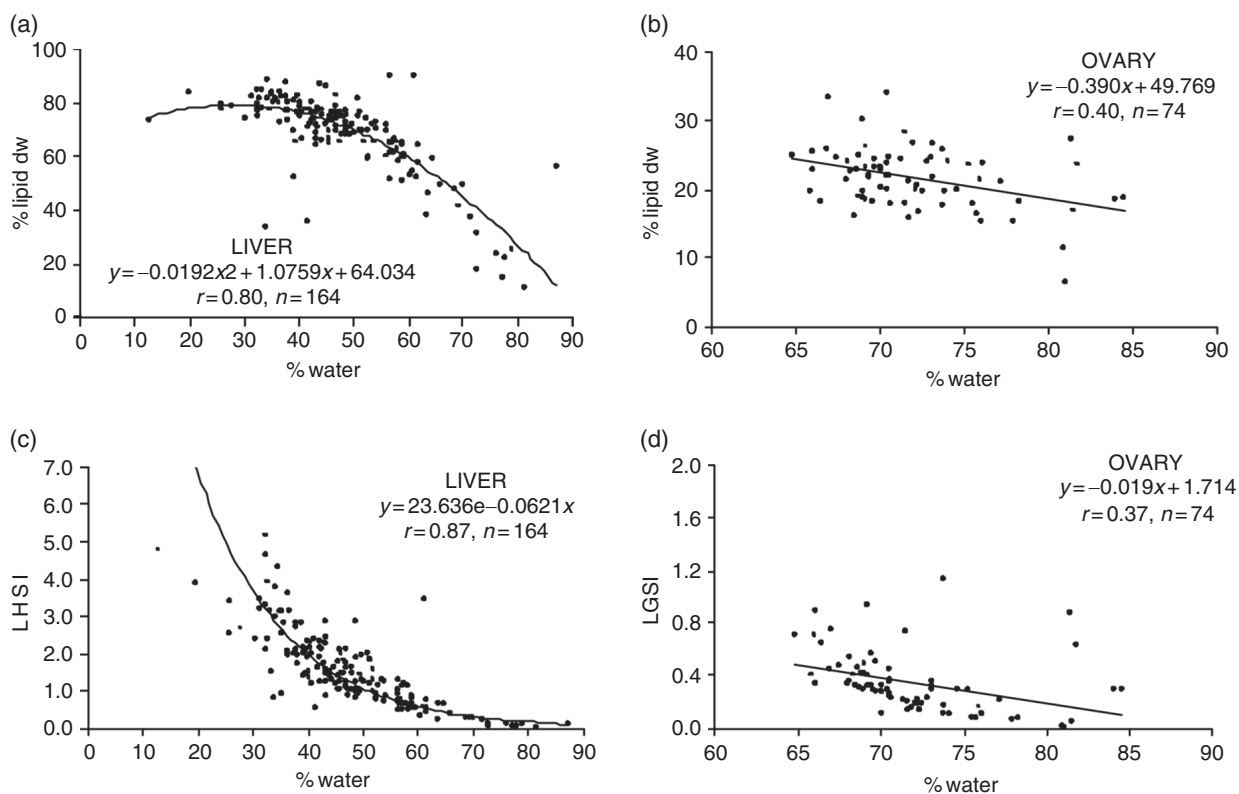 (a)
100
80
60
40
20
0
% lipid dw
LIVER
y=−0.0192x2+1.0759x+64.034
r=0.80, n=164
0 10 20 30 40 50 60 70 80 90
% water
(b)
40
30
20
10
0
% lipid dw
OVARY
y=−0.390x+49.769
r=0.40, n=74
60 65 70 75 80 85 90
% water
(c)
7.0
6.0
5.0
4.0
3.0
2.0
1.0
0.0
LHSI
LIVER
y=23.636e−0.0621x
r=0.87, n=164
0 10 20 30 40 50 60 70 80 90
% water
(d)
2.0
1.6
1.2
0.8
0.4
0.0
LGSI
OVARY
y=−0.019x+1.714
r=0.37, n=74
60 65 70 75 80 85 90
% water